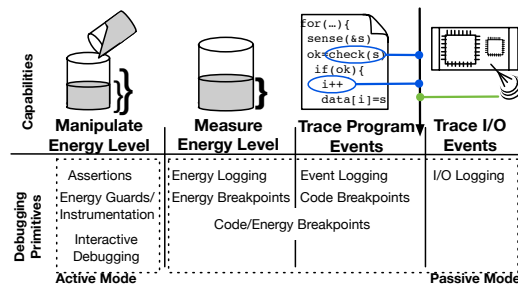 for(…){
sense(&s)
ok=check(s)
if(ok){
i++
data[i]=s
Capabilities
Manipulate
Energy Level
Measure
Energy Level
Trace Program
Events
Trace I/O
Events
Debugging
Primitives
Assertions
Energy Guards/
Instrumentation
Interactive
Debugging
Energy Logging
Energy Breakpoints
Event Logging
Code Breakpoints
Code/Energy Breakpoints
I/O Logging
Active Mode
Passive Mode